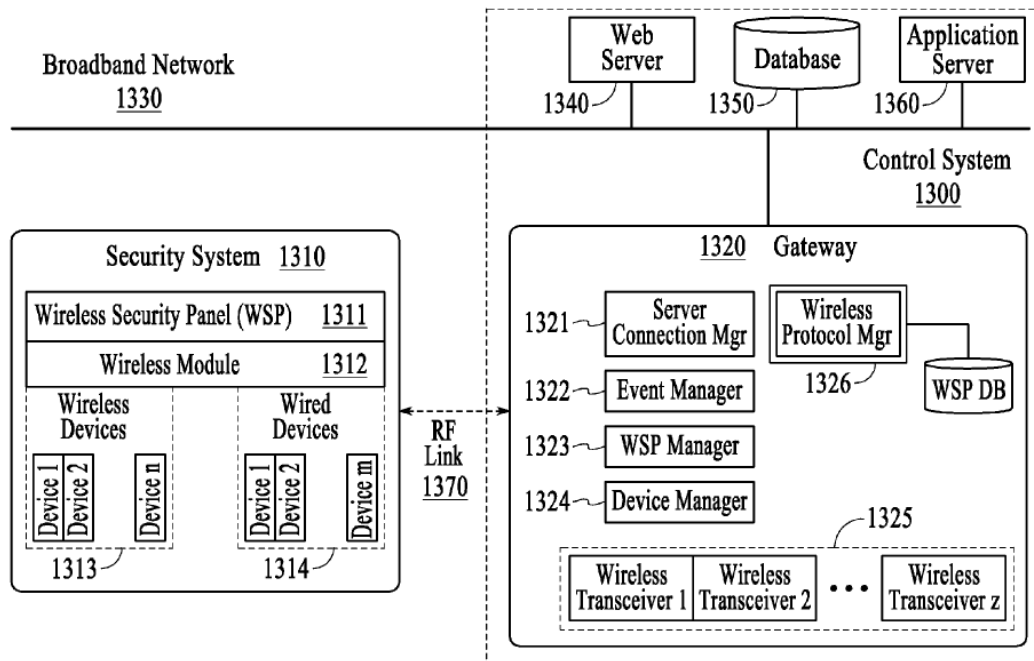 Broadband Network
1330
Web
Server
1340
Database
1350
Application
Server
1360
Control System
1300
Security System 1310
Wireless Security Panel (WSP) 1311
Wireless Module 1312
Wireless
Devices
Device 1
Device 2
Device n
1313
Wired
Devices
Device 1
Device 2
Device m
1314
RF
Link
1370
1320 Gateway
1321
Server
Connection Mgr
1322
Event Manager
1323
WSP Manager
1324
Device Manager
Wireless
Protocol Mgr
1326
WSP DB
1325
Wireless
Transceiver 1
Wireless
Transceiver 2
•••
Wireless
Transceiver z